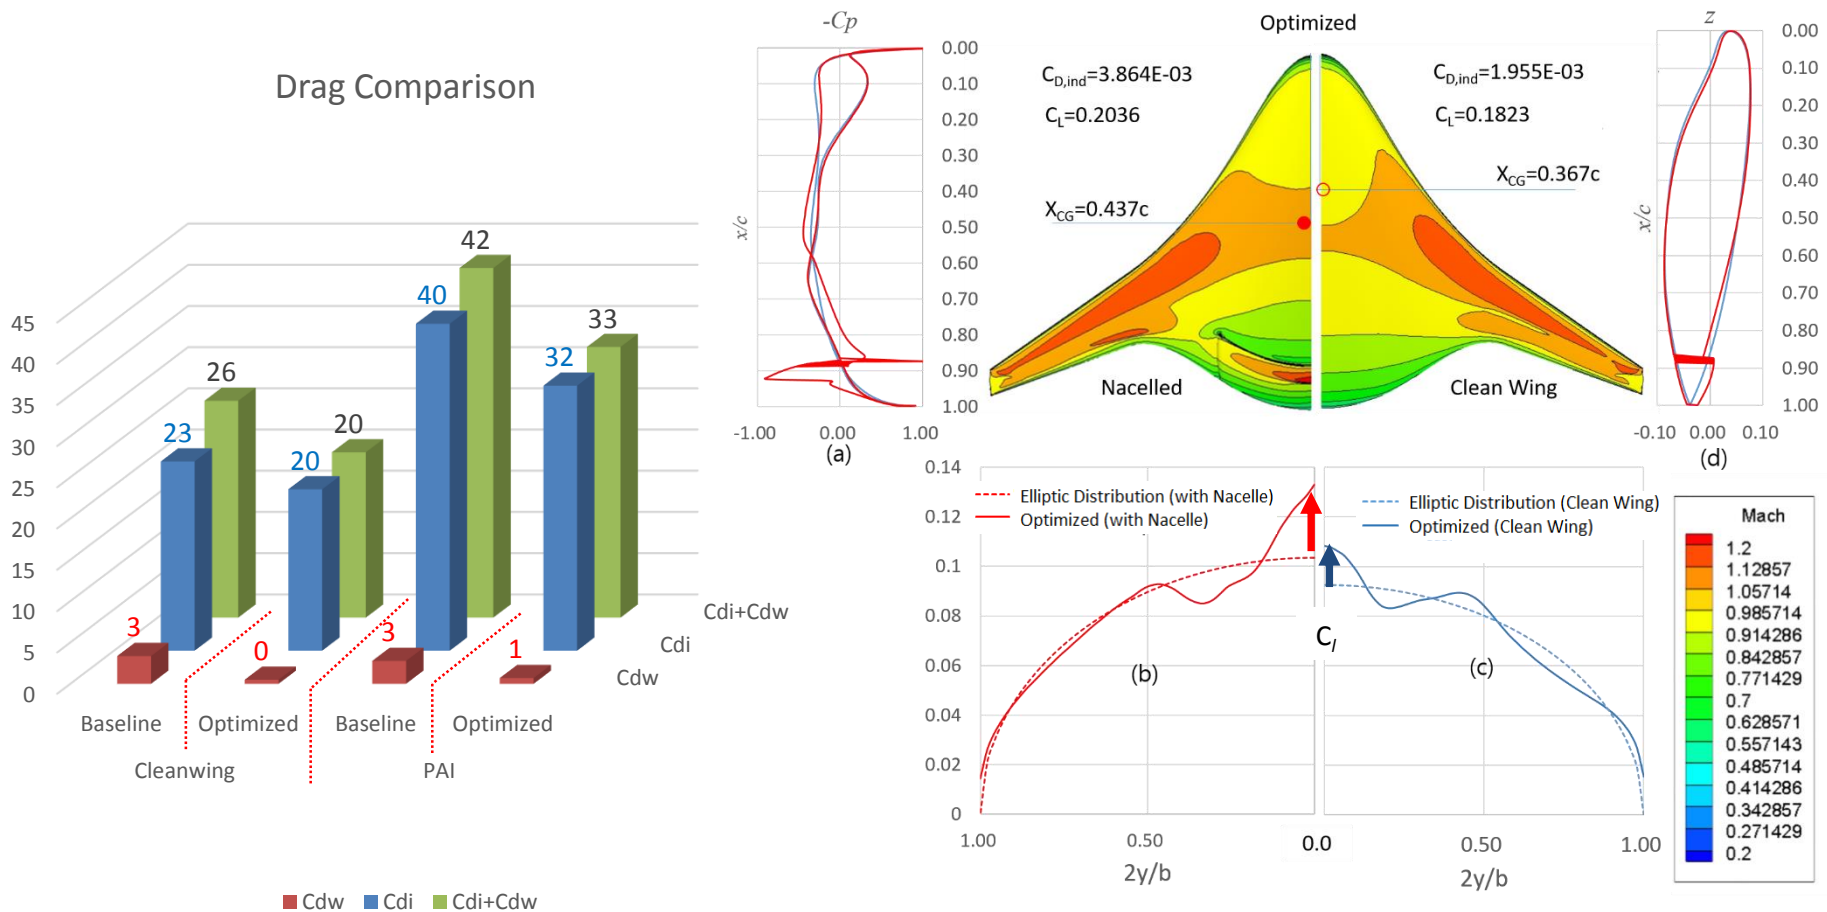 Drag Comparison
45
40
35
30
25
20
15
10
5
0
3
23
26
0
20
20
3
40
42
1
32
33
Cdi+Cdw
Cdi
Cdw
Baseline
Optimized
Baseline
Optimized
Cleanwing
PAI
Cdw
Cdi
Cdi+Cdw
-Cp
0.00
0.10
0.20
0.30
0.40
0.50
0.60
0.70
0.80
0.90
1.00
x/c
-1.00
0.00
1.00
(a)
Optimized
C_D,ind=3.864E-03
C_L=0.2036
X_CG=0.437c
Nacelled
C_D,ind=1.955E-03
C_L=0.1823
X_CG=0.367c
Clean Wing
z
0.00
0.10
0.20
0.30
0.40
0.50
0.60
0.70
0.80
0.90
1.00
x/c
-0.10
0.00
0.10
(d)
0.14
0.12
0.1
0.08
0.06
0.04
0.02
0
Elliptic Distribution (with Nacelle)
Optimized (with Nacelle)
Elliptic Distribution (Clean Wing)
Optimized (Clean Wing)
C_l
(b)
(c)
1.00
0.50
0.0
0.50
1.00
2y/b
2y/b
Mach
1.2
1.12857
1.05714
0.985714
0.914286
0.842857
0.771429
0.7
0.628571
0.557143
0.485714
0.414286
0.342857
0.271429
0.2